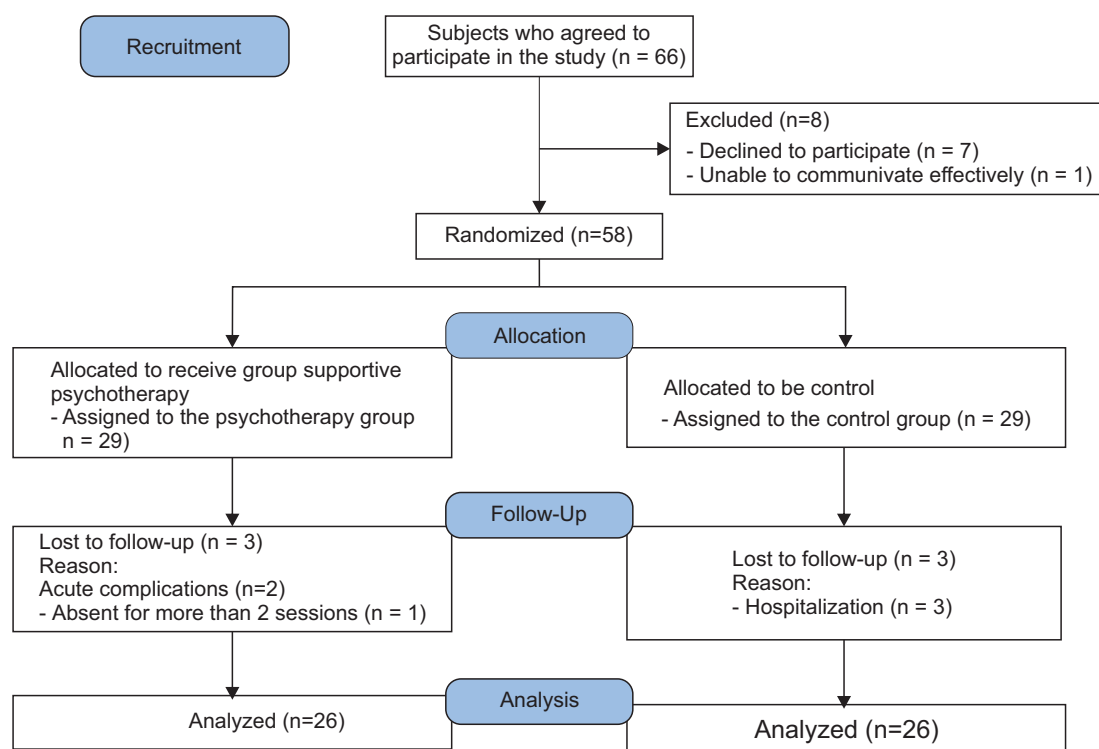 Recruitment
Subjects who agreed to
participate in the study (n = 66)
Excluded (n=8)
- Declined to participate (n = 7)
- Unable to communivate effectively (n = 1)
Randomized (n=58)
Allocation
Allocated to receive group supportive
psychotherapy
- Assigned to the psychotherapy group
n = 29)
Allocated to be control
- Assigned to the control group (n = 29)
Follow-Up
Lost to follow-up (n = 3)
Reason:
Acute complications (n=2)
- Absent for more than 2 sessions (n = 1)
Lost to follow-up (n = 3)
Reason:
- Hospitalization (n = 3)
Analysis
Analyzed (n=26)
Analyzed (n=26)